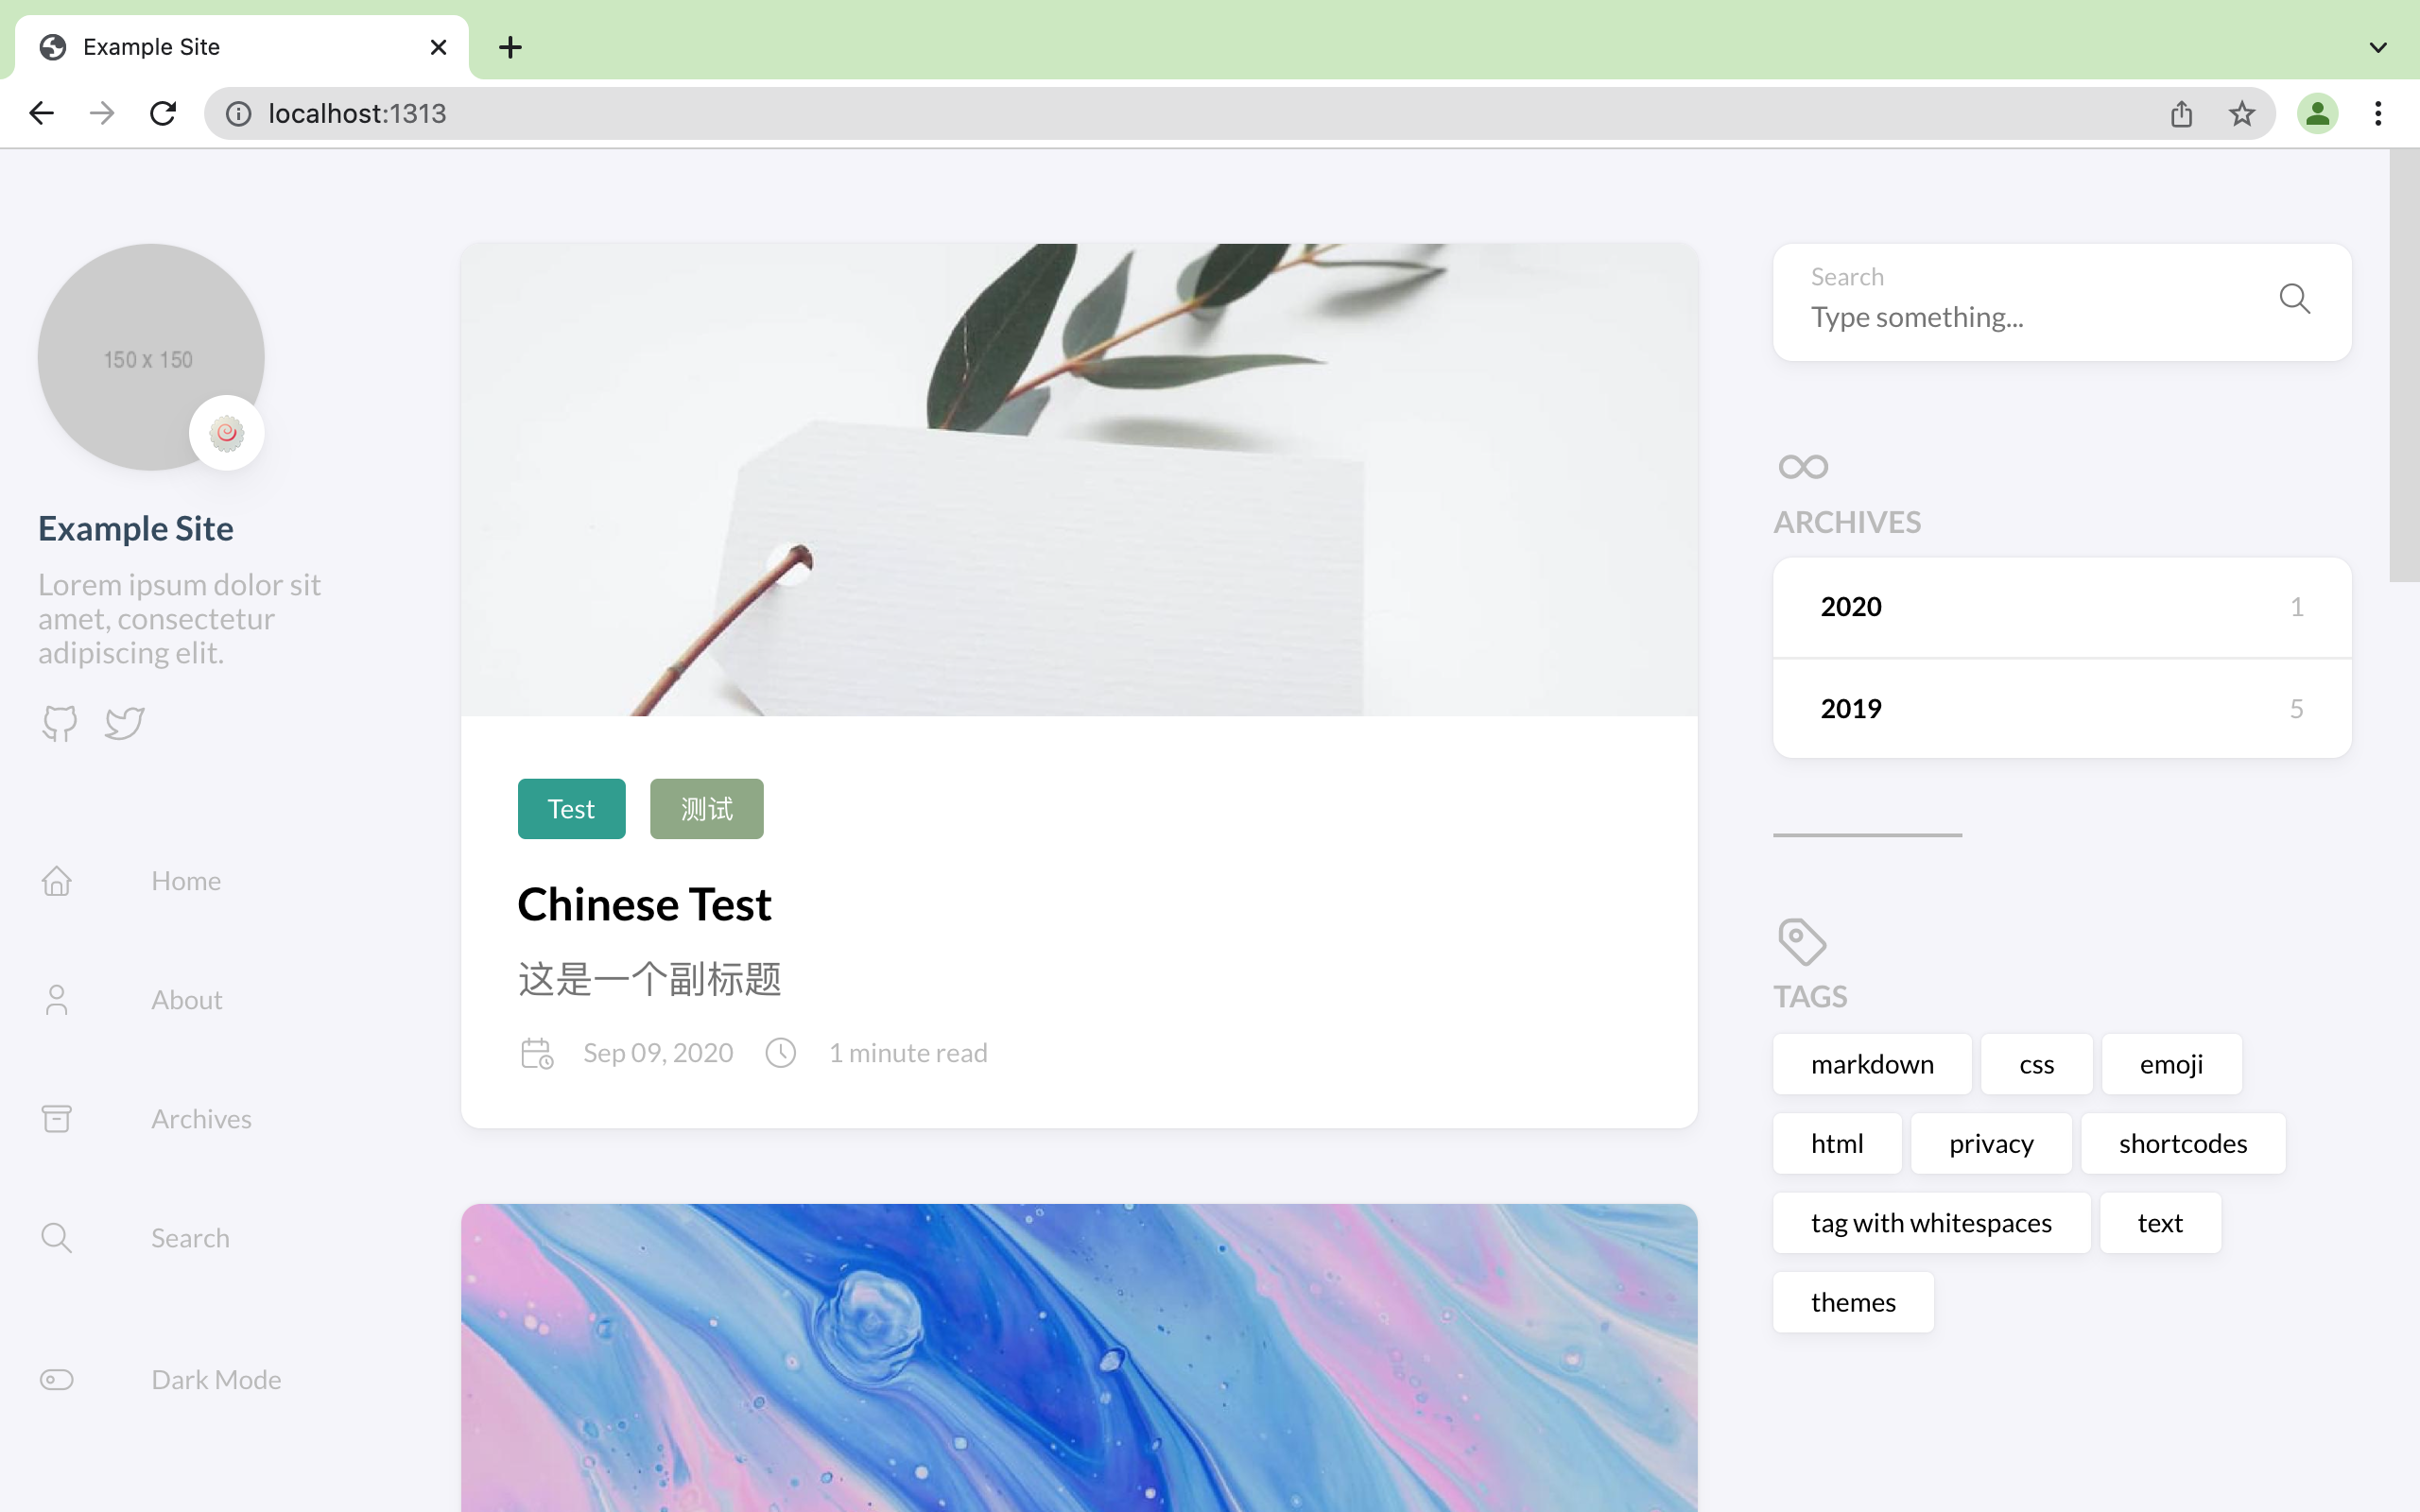 Example Site
localhost:1313
150 x 150
Example Site
Lorem ipsum dolor sit
amet, consectetur
adipiscing elit.
Home
About
Archives
Search
Dark Mode
Test 测试
Chinese Test
这是一个副标题
Sep 09, 2020 1 minute read
Search
Type something...
ARCHIVES
2020 1
2019 5
TAGS
markdown css emoji
html privacy shortcodes
tag with whitespaces text
themes